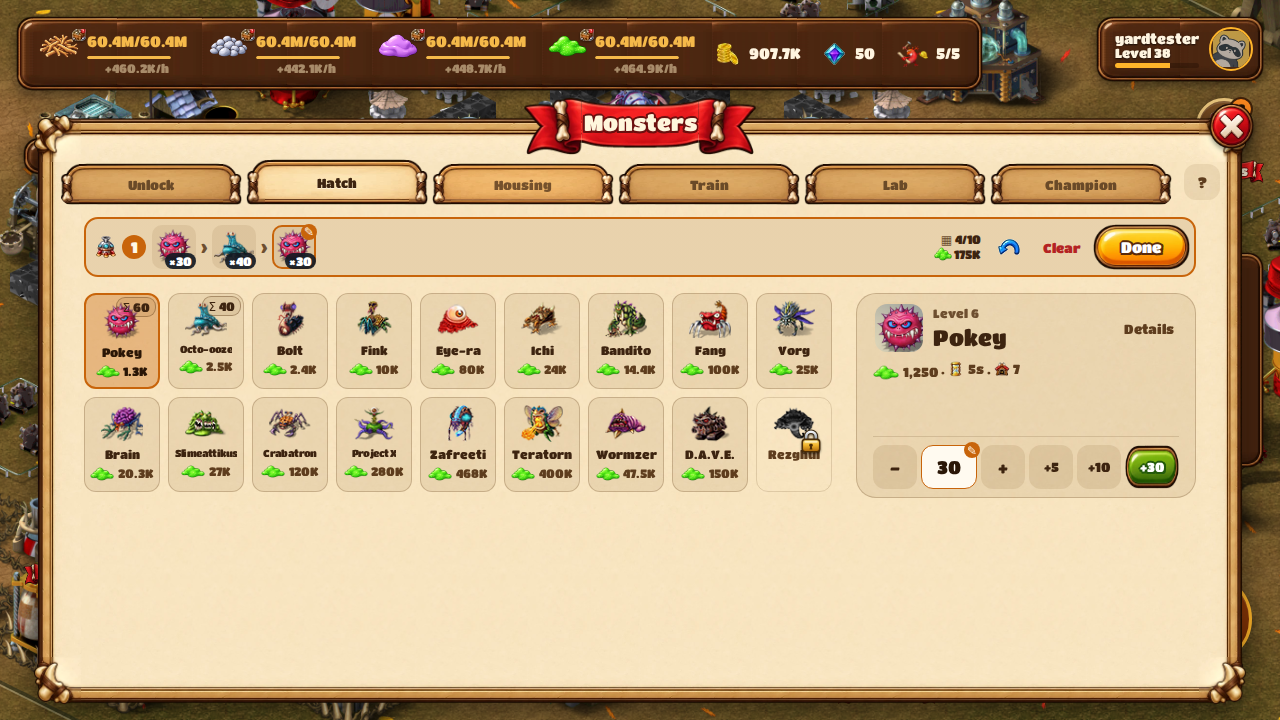 60.4M/60.4M
+460.2K/h
60.4M/60.4M
+442.1K/h
60.4M/60.4M
+448.7K/h
60.4M/60.4M
+464.9K/h
907.7K
50
5/5
yardtester
Level 38
Monsters
Unlock
Hatch
Housing
Train
Lab
Champion
?
1
×30
×40
×30
4/10
175K
Clear
Done
Σ 60
Pokey
1.3K
Σ 40
Octo-ooze
2.5K
Bolt
2.4K
Fink
10K
Eye-ra
80K
Ichi
24K
Bandito
14.4K
Fang
100K
Vorg
25K
Brain
20.3K
Slimeattikus
27K
Crabatron
120K
Project X
280K
Zafreeti
468K
Teratorn
400K
Wormzer
47.5K
D.A.V.E.
150K
Rezghul
Level 6
Pokey
Details
1,250 · 5s · 7
−
30
+
+5
+10
+30